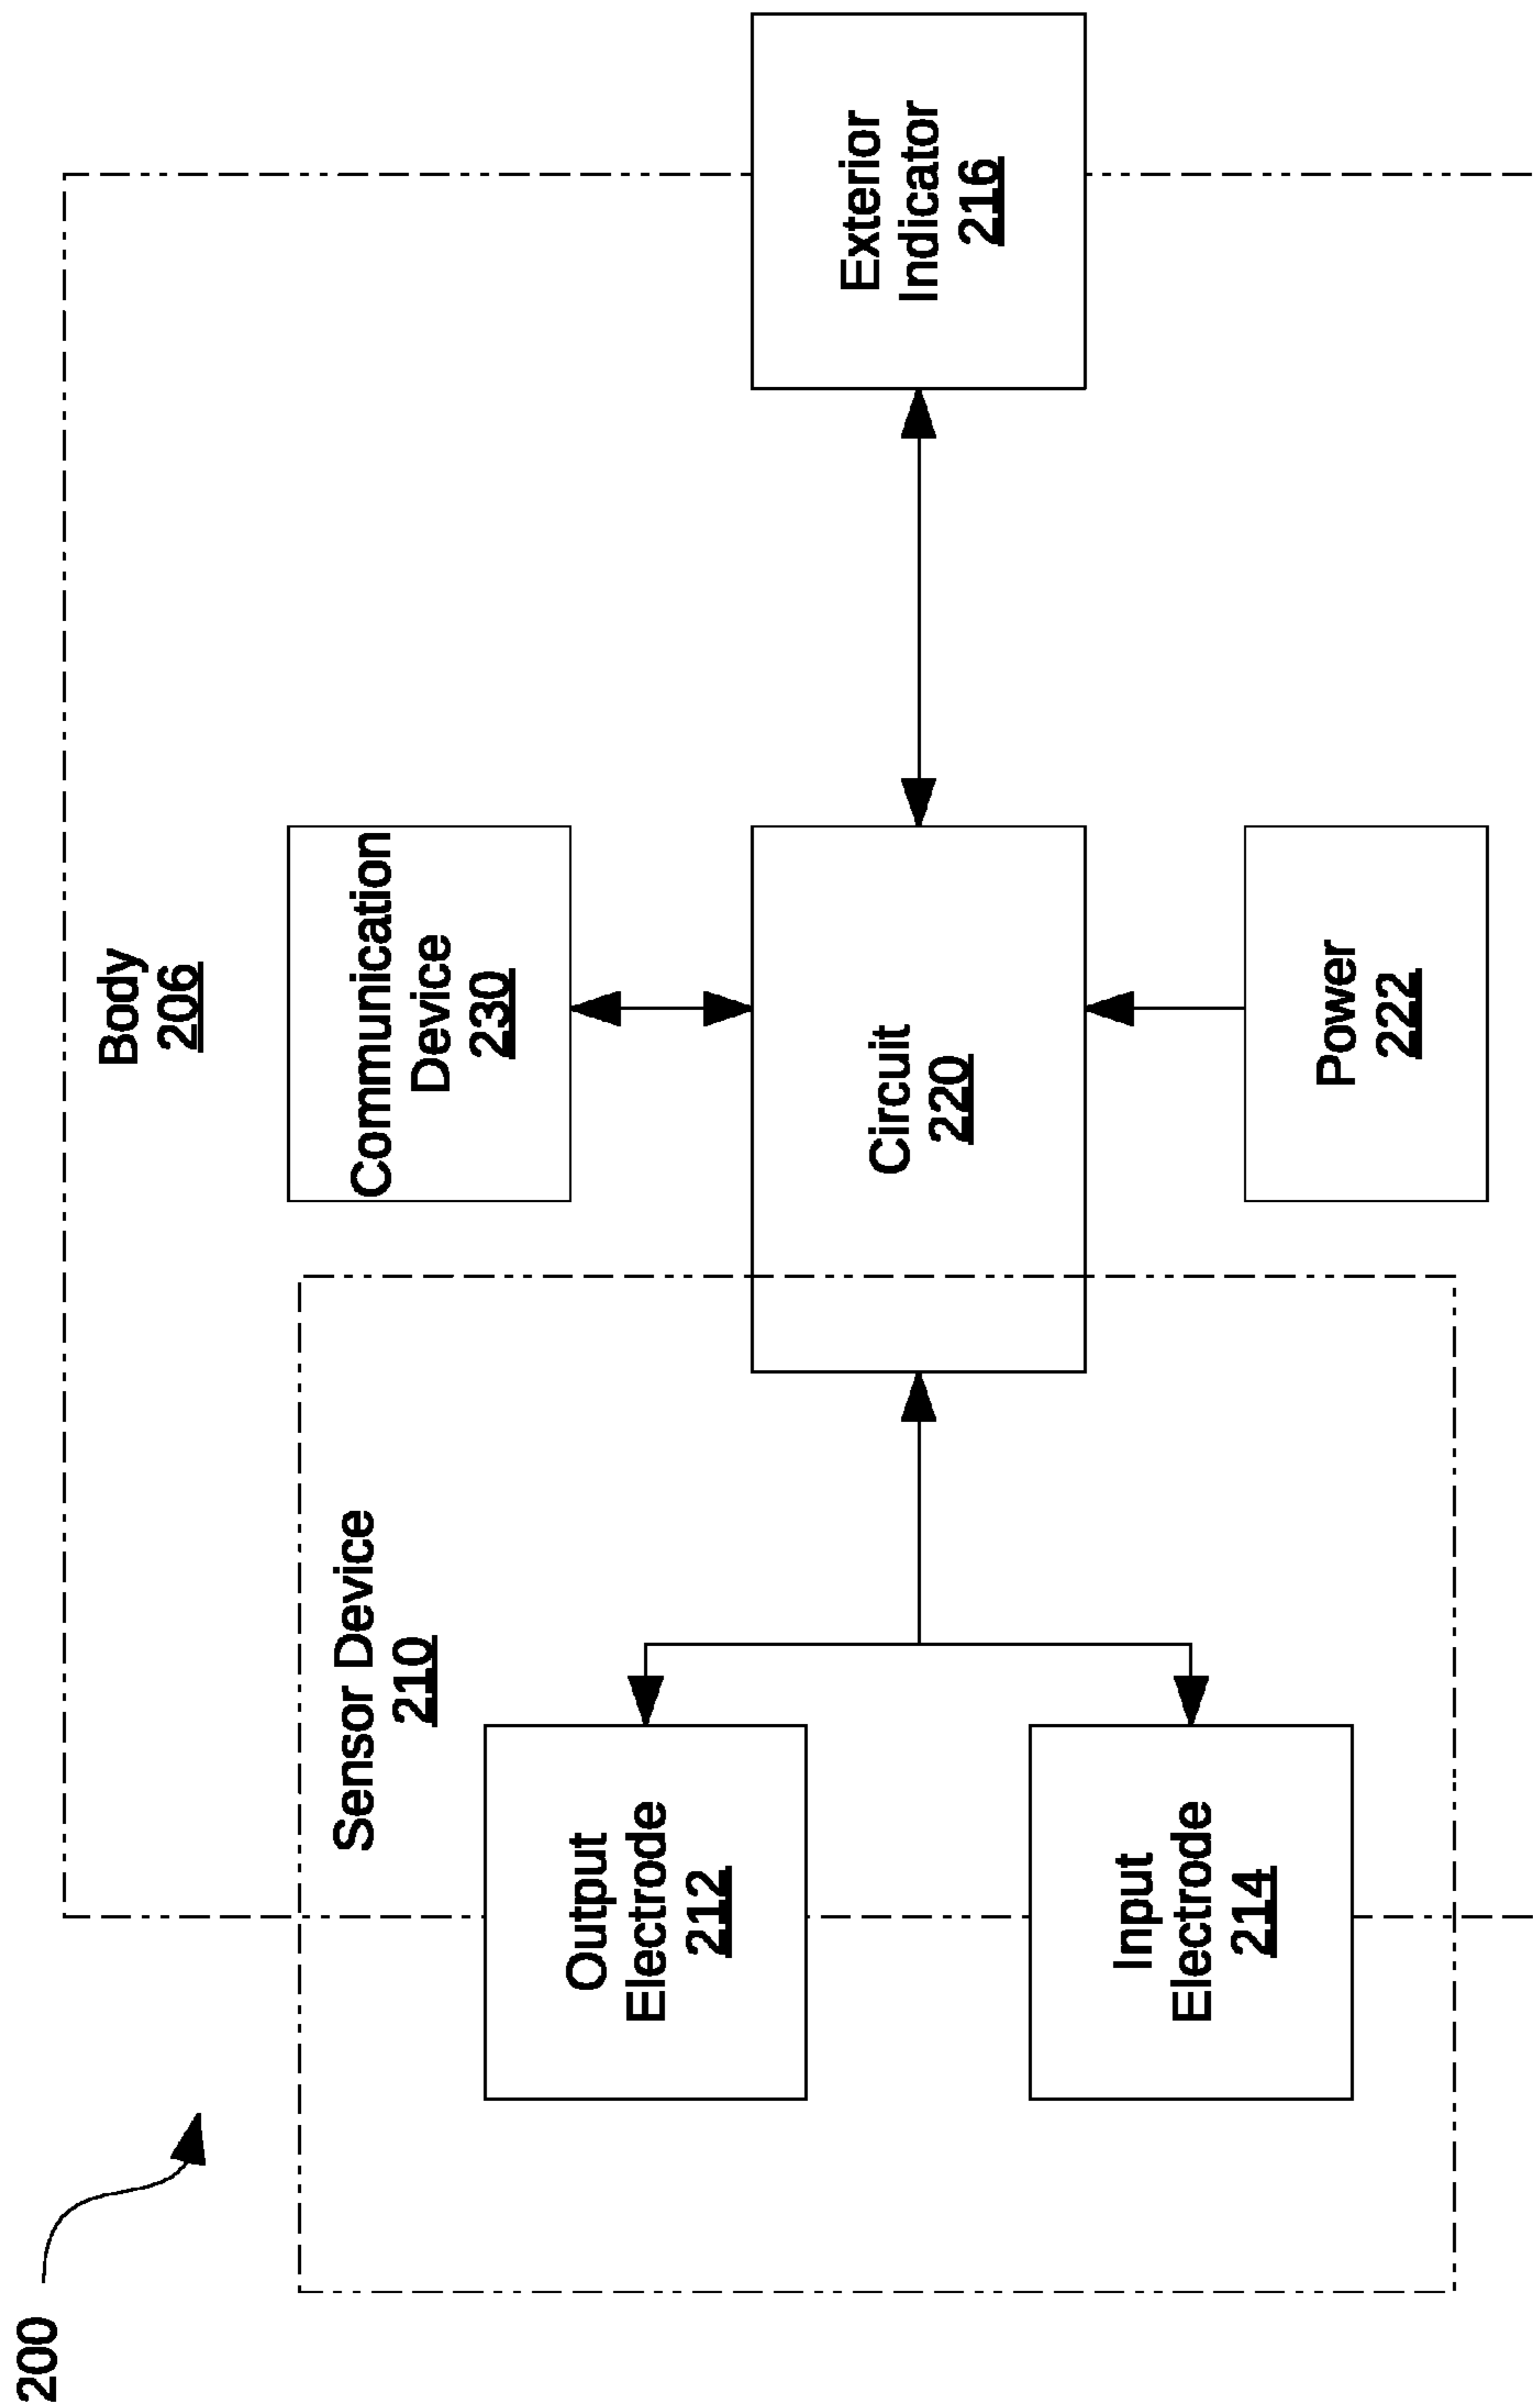 200
Body
206
Sensor Device
210
Communication
Device
230
Output
Electrode
212
Circuit
220
Exterior
Indicator
216
Input
Electrode
214
Power
222